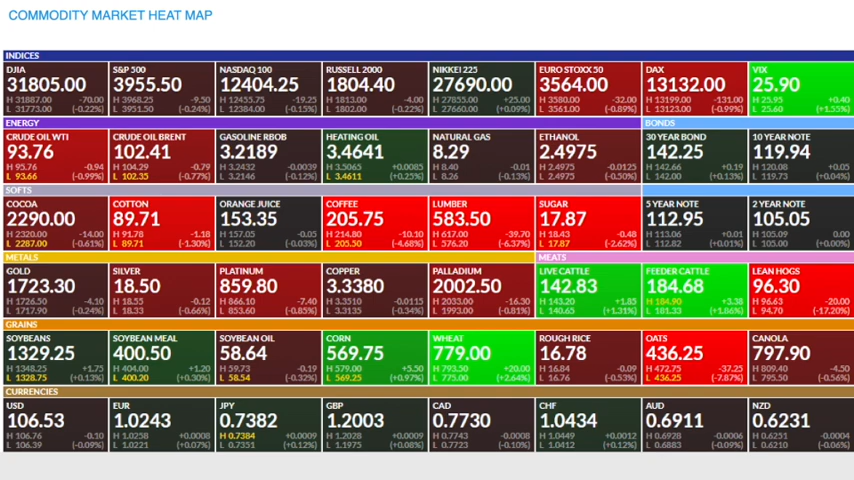 COMMODITY MARKET HEAT MAP
INDICES
DJIA S&P 500 NASDAQ 100 RUSSELL 2000 NIKKEI 225 EURO STOXX 50 DAX VIX
31805.00 3955.50 12404.25 1804.40 27690.00 3564.00 13132.00 25.90
H 31887.00 -70.00 H 3968.25 -9.50 H 12455.75 -19.25 H 1813.00 -4.00 H 27855.00 +25.00 H 3580.00 -32.00 H 13199.00 -131.00 H 25.95 +0.40
L 31773.00 (-0.22%) L 3951.50 (-0.24%) L 12384.00 (-0.15%) L 1802.00 (-0.22%) L 27660.00 (+0.09%) L 3561.00 (-0.89%) L 13123.00 (-0.99%) L 25.60 (+1.55%)
ENERGY BONDS
CRUDE OIL WTI CRUDE OIL BRENT GASOLINE RBOB HEATING OIL NATURAL GAS ETHANOL 30 YEAR BOND 10 YEAR NOTE
93.76 102.41 3.2189 3.4641 8.29 2.4975 142.25 119.94
H 95.76 -0.94 H 104.29 -0.79 H 3.2432 -0.0039 H 3.5065 +0.0085 H 8.40 -0.01 H 2.4975 -0.0125 H 142.66 +0.19 H 120.08 +0.05
L 93.66 (-0.99%) L 102.35 (-0.77%) L 3.2146 (-0.12%) L 3.4611 (+0.25%) L 8.26 (-0.13%) L 2.4975 (-0.50%) L 142.00 (+0.13%) L 119.73 (+0.04%)
SOFTS
COCOA COTTON ORANGE JUICE COFFEE LUMBER SUGAR 5 YEAR NOTE 2 YEAR NOTE
2290.00 89.71 153.35 205.75 583.50 17.87 112.95 105.05
H 2320.00 -14.00 H 91.78 -1.18 H 157.05 -0.05 H 214.80 -10.10 H 617.00 -39.70 H 18.43 -0.48 H 113.06 +0.01 H 105.09 0.00
L 2287.00 (-0.61%) L 89.71 (-1.30%) L 152.20 (-0.03%) L 205.50 (-4.68%) L 576.20 (-6.37%) L 17.87 (-2.62%) L 112.82 (+0.01%) L 105.00 (+0.00%)
METALS MEATS
GOLD SILVER PLATINUM COPPER PALLADIUM LIVE CATTLE FEEDER CATTLE LEAN HOGS
1723.30 18.50 859.80 3.3380 2002.50 142.83 184.68 96.30
H 1726.50 -4.10 H 18.55 -0.12 H 866.10 -7.40 H 3.3510 -0.0115 H 2033.00 -16.30 H 143.20 +1.85 H 184.90 +3.38 H 96.63 -20.00
L 1717.90 (-0.24%) L 18.33 (-0.66%) L 853.60 (-0.85%) L 3.3135 (-0.34%) L 1993.00 (-0.81%) L 140.65 (+1.31%) L 181.33 (+1.86%) L 94.70 (-17.20%)
GRAINS
SOYBEANS SOYBEAN MEAL SOYBEAN OIL CORN WHEAT ROUGH RICE OATS CANOLA
1329.25 400.50 58.64 569.75 779.00 16.78 436.25 797.90
H 1348.25 +1.75 H 404.00 +1.20 H 59.73 -0.19 H 579.00 +5.50 H 793.50 +20.00 H 16.84 -0.09 H 472.75 -37.25 H 809.40 -4.50
L 1328.75 (+0.13%) L 400.20 (+0.30%) L 58.54 (-0.32%) L 569.25 (+0.97%) L 775.00 (+2.64%) L 16.76 (-0.53%) L 436.25 (-7.87%) L 795.50 (-0.56%)
CURRENCIES
USD EUR JPY GBP CAD CHF AUD NZD
106.53 1.0243 0.7382 1.2003 0.7730 1.0434 0.6911 0.6231
H 106.76 -0.10 H 1.0258 +0.0008 H 0.7384 +0.0009 H 1.2028 +0.0009 H 0.7743 -0.0008 H 1.0449 +0.0012 H 0.6928 -0.0006 H 0.6251 -0.0004
L 106.39 (-0.09%) L 1.0221 (+0.07%) L 0.7351 (+0.12%) L 1.1975 (+0.08%) L 0.7723 (-0.10%) L 1.0412 (+0.12%) L 0.6883 (-0.09%) L 0.6210 (-0.06%)